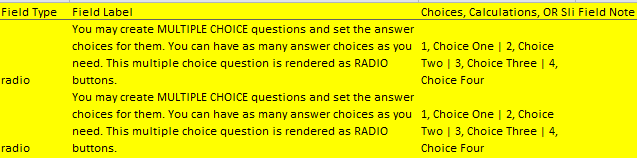 Field Type Field Label Choices, Calculations, OR Sli Field Note
You may create MULTIPLE CHOICE questions and set the answer
choices for them. You can have as many answer choices as you 1, Choice One | 2, Choice
need. This multiple choice question is rendered as RADIO Two | 3, Choice Three | 4,
radio buttons. Choice Four
You may create MULTIPLE CHOICE questions and set the answer
choices for them. You can have as many answer choices as you 1, Choice One | 2, Choice
need. This multiple choice question is rendered as RADIO Two | 3, Choice Three | 4,
radio buttons. Choice Four